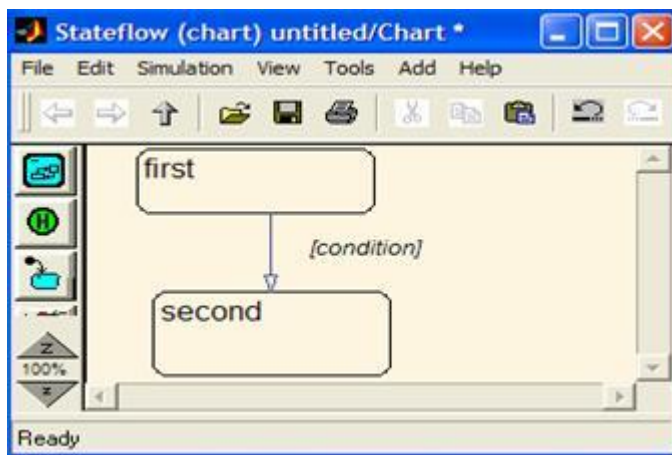 Stateflow (chart) untitled/Chart *
File Edit Simulation View Tools Add Help
first
[condition]
second
H
Z
100%
Z
Ready